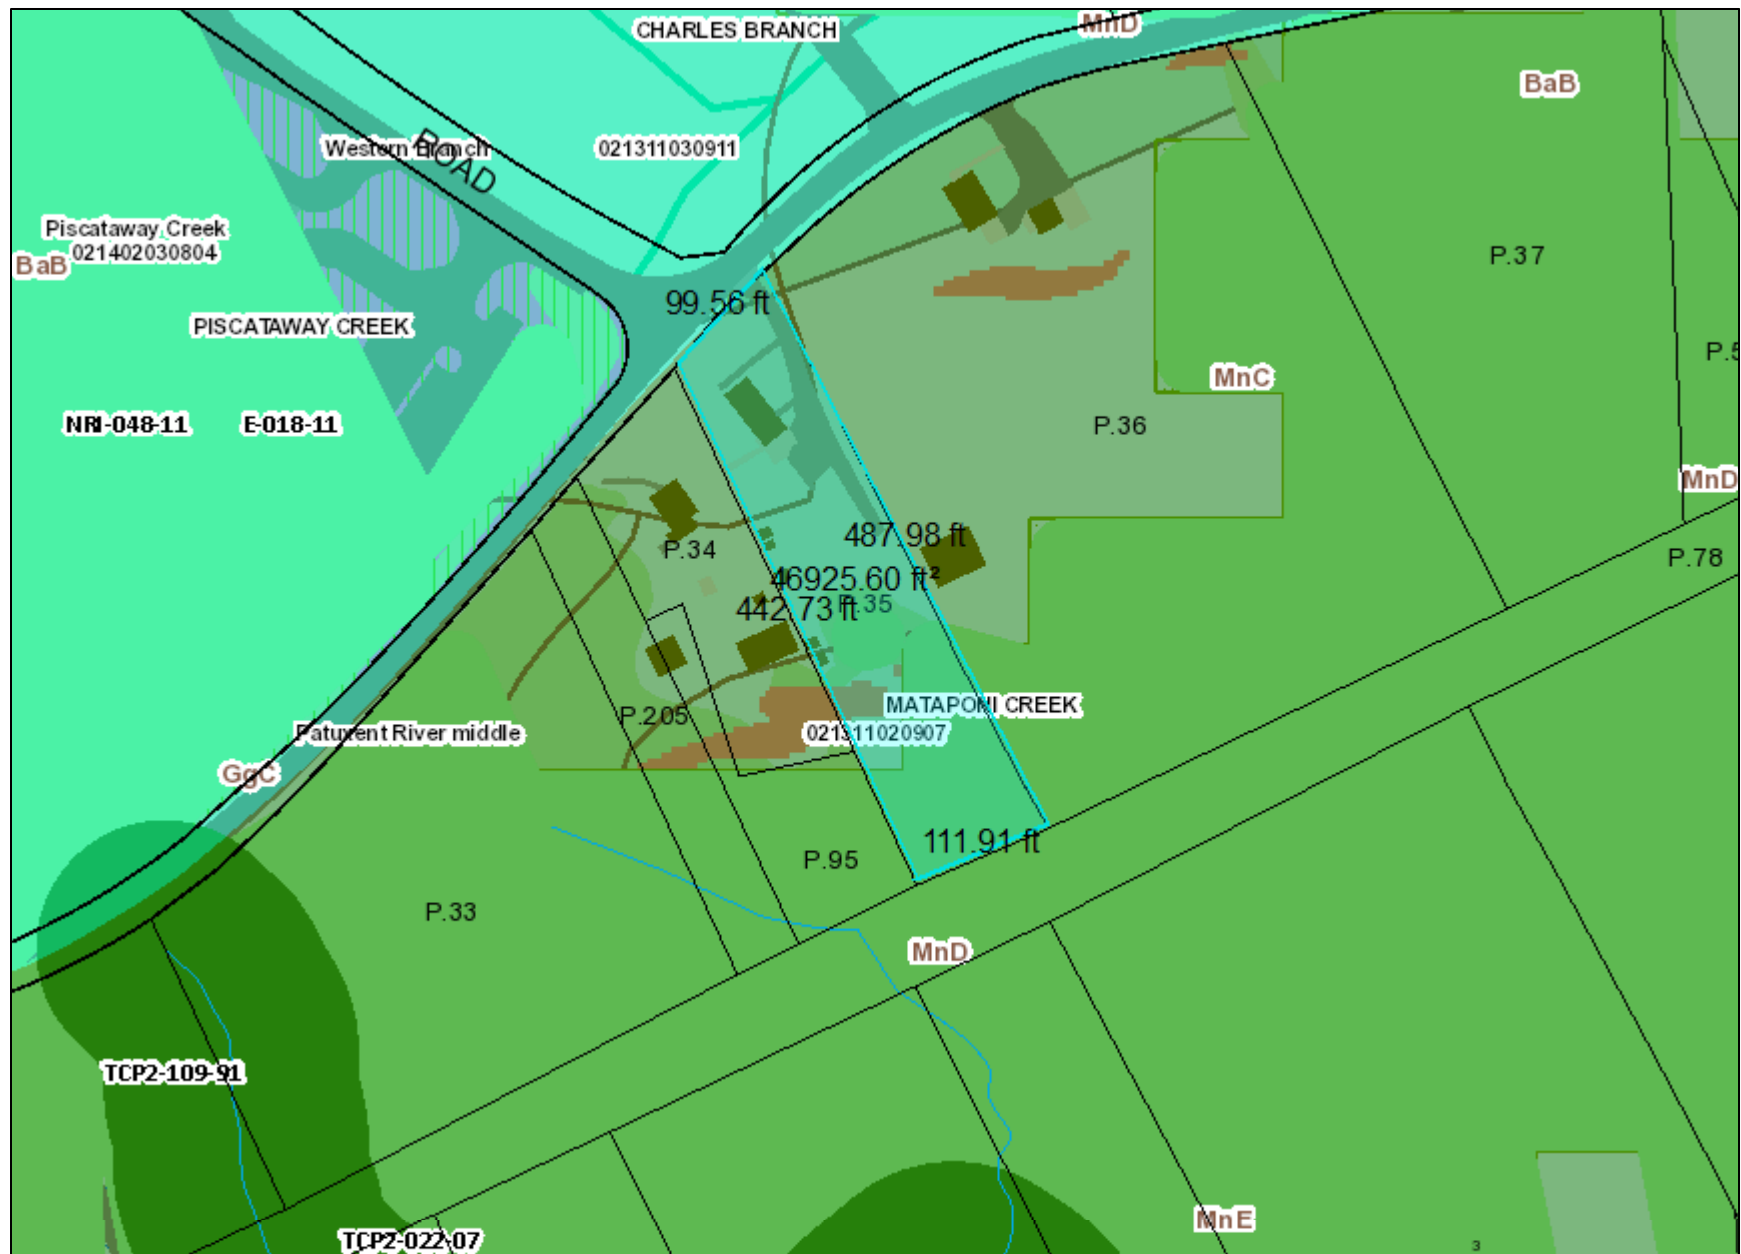 CHARLES BRANCH
MnD
BaB
Western Branch
ROAD
021311030911
Piscataway Creek
021402030804
BaB
P.37
99.56 ft
PISCATAWAY CREEK
MnC
NRI-048-11
E-018-11
P.36
MnD
487.98 ft
P.34
P.78
46925.60 ft²
442.73 ft
P.35
MATAPONI CREEK
P.205
Patuxent River middle
021311020907
GgC
111.91 ft
P.95
P.33
MnD
TCP2-109-91
MnE
TCP2-022-07
3